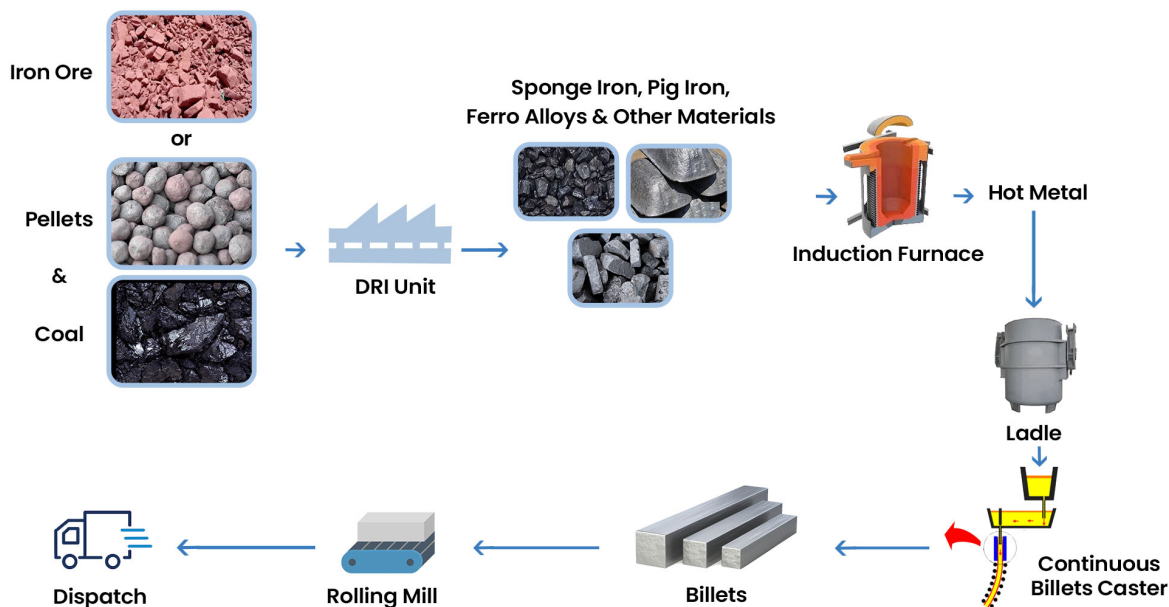 Iron Ore
or
Pellets
&
Coal
DRI Unit
Sponge Iron, Pig Iron,
Ferro Alloys & Other Materials
Induction Furnace
Hot Metal
Ladle
Continuous
Billets Caster
Billets
Rolling Mill
Dispatch